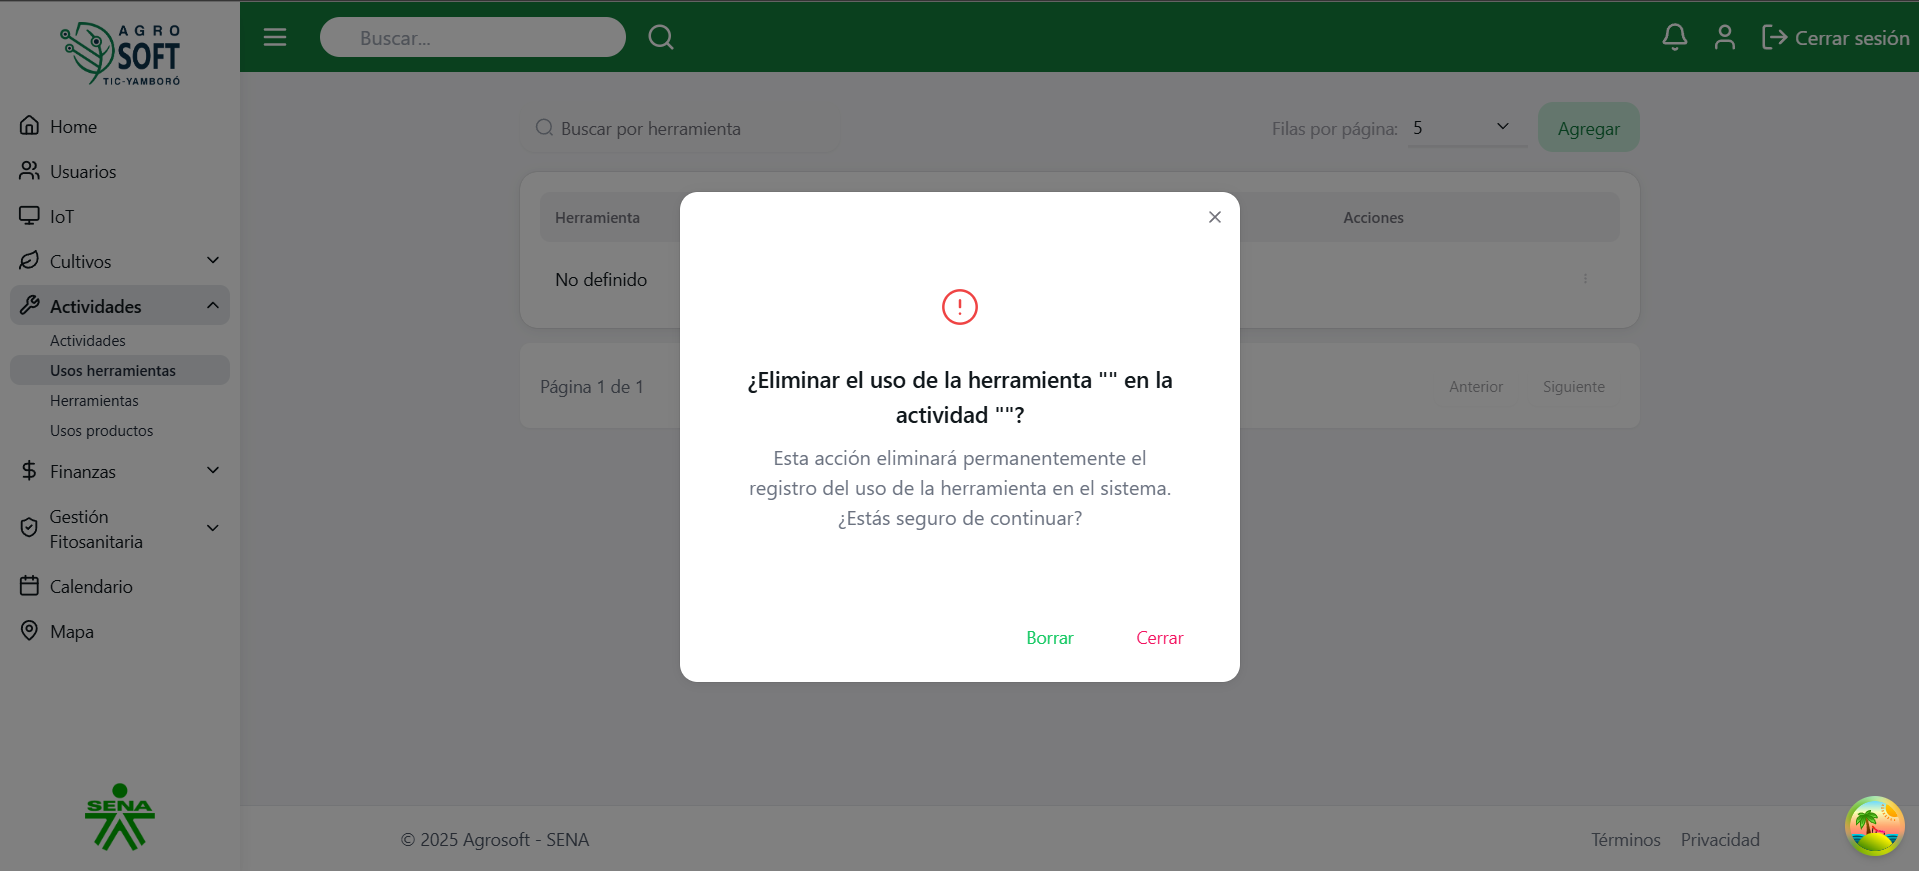 AGRO
SOFT
TIC-YAMBORÓ
Buscar...
Cerrar sesión
Home
Usuarios
IoT
Cultivos
Actividades
Actividades
Usos herramientas
Herramientas
Usos productos
Finanzas
Gestión
Fitosanitaria
Calendario
Mapa
SENA
Buscar por herramienta
Filas por página: 5
Agregar
Herramienta
Acciones
No definido
Página 1 de 1
Anterior
Siguiente
¿Eliminar el uso de la herramienta "" en la
actividad ""?
Esta acción eliminará permanentemente el
registro del uso de la herramienta en el sistema.
¿Estás seguro de continuar?
Borrar
Cerrar
© 2025 Agrosoft - SENA
Términos
Privacidad